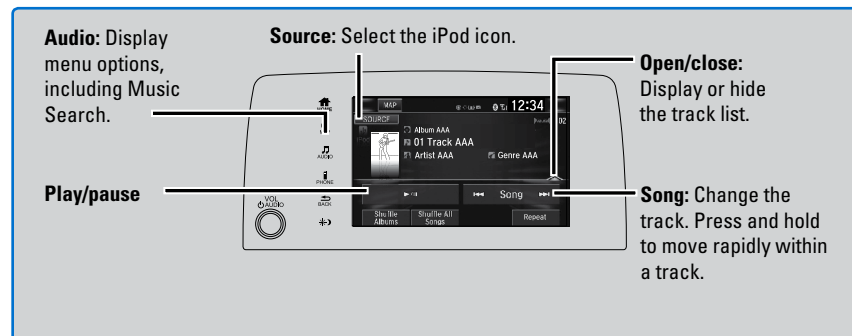 Audio: Display
menu options,
including Music
Search.
Source: Select the iPod icon.
Open/close:
Display or hide
the track list.
Play/pause
Song: Change the
track. Press and hold
to move rapidly within
a track.
HOME
AUDIO
PHONE
BACK
VOL
AUDIO
MAP
12:34
SOURCE
Album AAA
01 Track AAA
Artist AAA
Genre AAA
Song
Shuffle
Albums
Shuffle All
Songs
Repeat